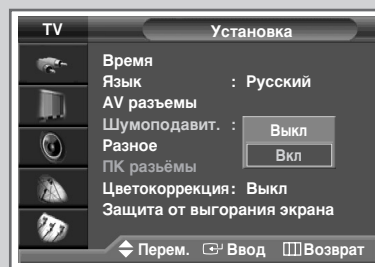 TV Установка
Время
Язык : Русский
AV разъемы
Шумоподавит. : Выкл
Вкл
Разное
ПК разьёмы
Цветокоррекция: Выкл
Защита от выгорания экрана
Перем. Ввод Возврат